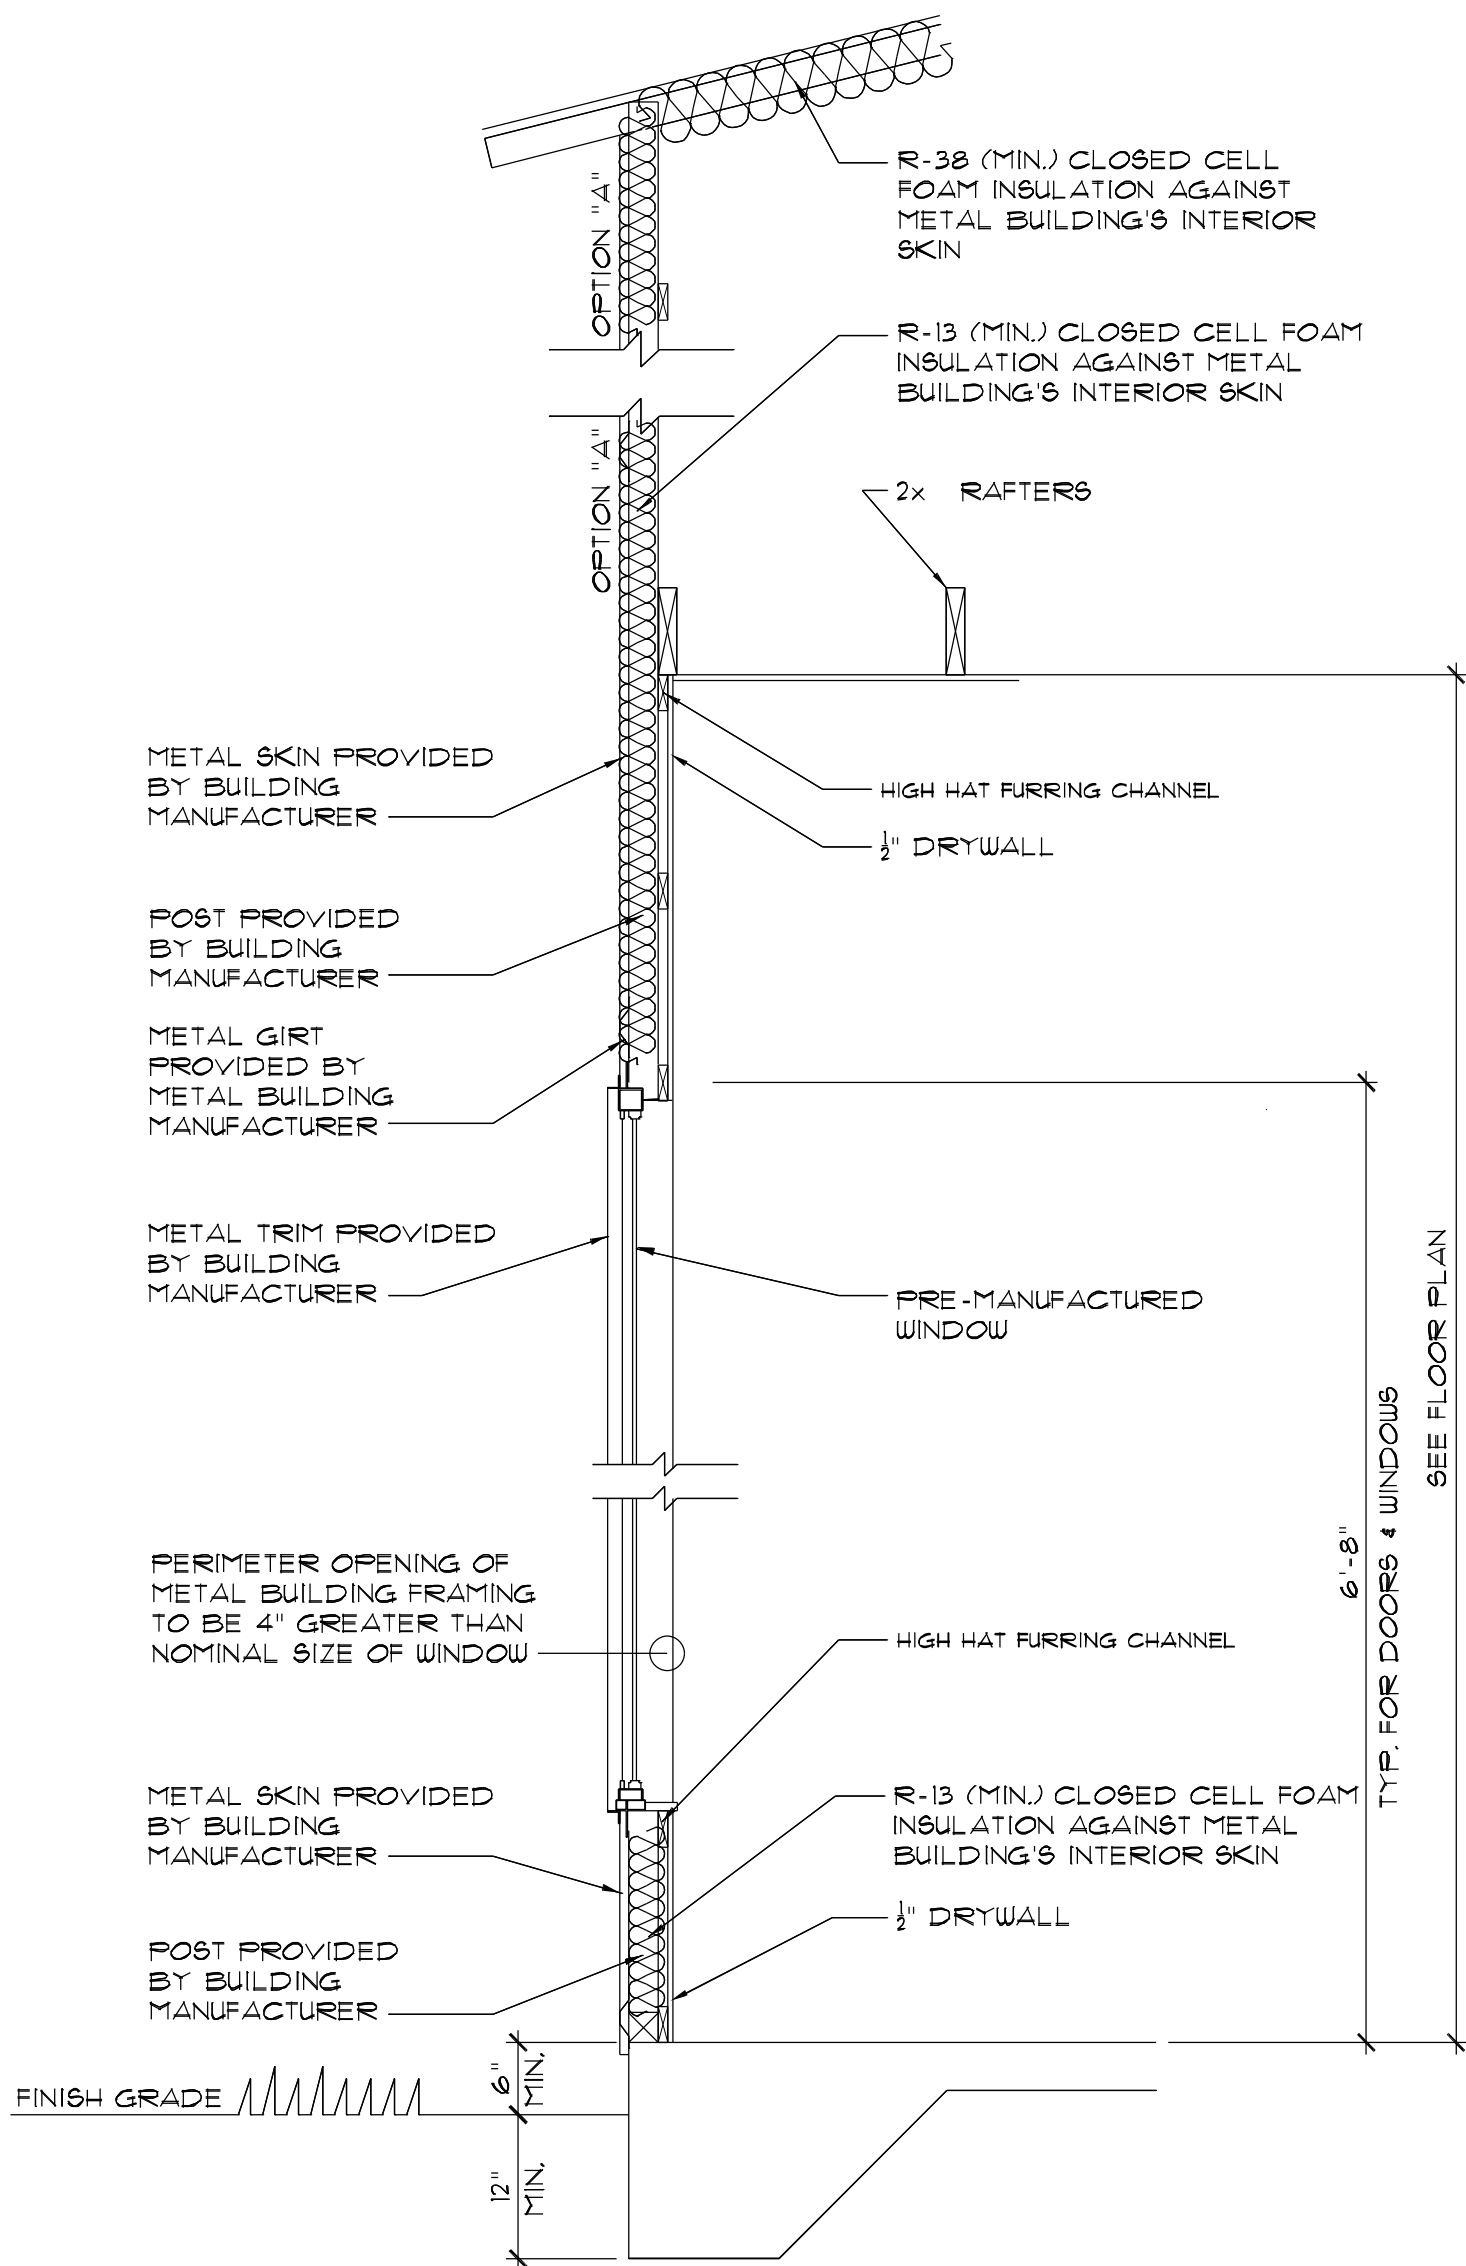 R-38 (MIN.) CLOSED CELL
FOAM INSULATION AGAINST
METAL BUILDING'S INTERIOR
SKIN
OPTION "A"
R-13 (MIN.) CLOSED CELL FOAM
INSULATION AGAINST METAL
BUILDING'S INTERIOR SKIN
OPTION "A"
2x RAFTERS
METAL SKIN PROVIDED
BY BUILDING
MANUFACTURER
HIGH HAT FURRING CHANNEL
½" DRYWALL
POST PROVIDED
BY BUILDING
MANUFACTURER
METAL GIRT
PROVIDED BY
METAL BUILDING
MANUFACTURER
METAL TRIM PROVIDED
BY BUILDING
MANUFACTURER
PRE-MANUFACTURED
WINDOW
SEE FLOOR PLAN
6'-8"
TYP. FOR DOORS & WINDOWS
PERIMETER OPENING OF
METAL BUILDING FRAMING
TO BE 4" GREATER THAN
NOMINAL SIZE OF WINDOW
HIGH HAT FURRING CHANNEL
METAL SKIN PROVIDED
BY BUILDING
MANUFACTURER
R-13 (MIN.) CLOSED CELL FOAM
INSULATION AGAINST METAL
BUILDING'S INTERIOR SKIN
½" DRYWALL
POST PROVIDED
BY BUILDING
MANUFACTURER
6"
MIN.
FINISH GRADE
12"
MIN.